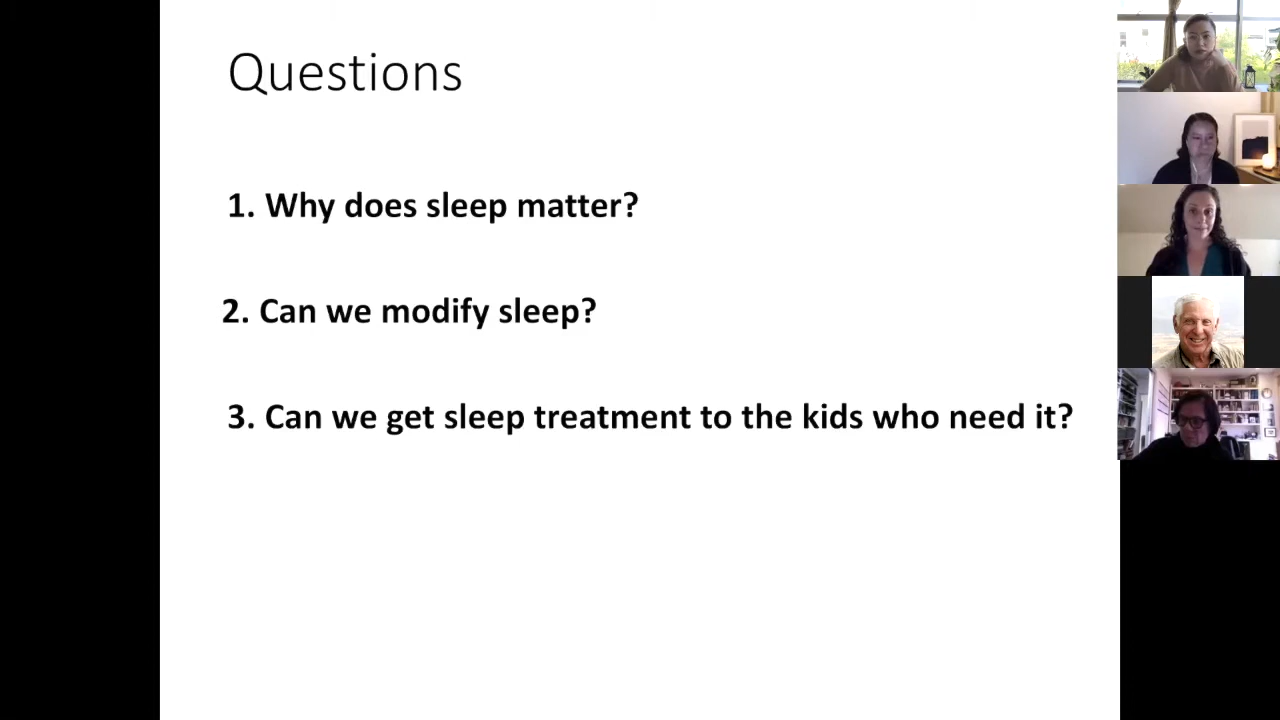 Questions
1. Why does sleep matter?
2. Can we modify sleep?
3. Can we get sleep treatment to the kids who need it?